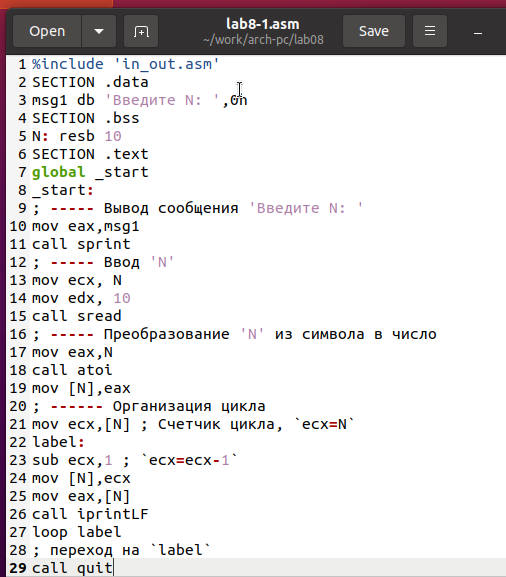 lab8-1.asm
Open
~/work/arch-pc/lab08
Save
1 %include 'in_out.asm'
2 SECTION .data
3 msg1 db 'Введите N: ',0h
4 SECTION .bss
5 N: resb 10
6 SECTION .text
7 global _start
8 _start:
9 ; ----- Вывод сообщения 'Введите N: '
10 mov eax,msg1
11 call sprint
12 ; ----- Ввод 'N'
13 mov ecx, N
14 mov edx, 10
15 call sread
16 ; ----- Преобразование 'N' из символа в число
17 mov eax,N
18 call atoi
19 mov [N],eax
20 ; ------ Организация цикла
21 mov ecx,[N] ; Счетчик цикла, `ecx=N`
22 label:
23 sub ecx,1 ; `ecx=ecx-1`
24 mov [N],ecx
25 mov eax,[N]
26 call iprintLF
27 loop label
28 ; переход на `label`
29 call quit